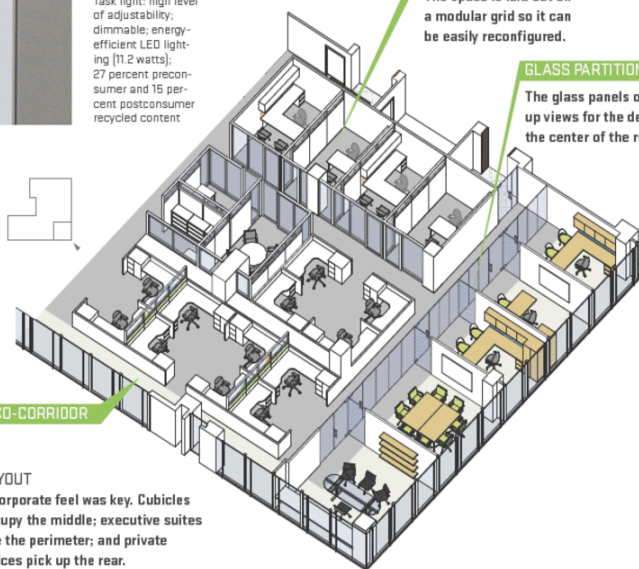 Task light: high level
of adjustability;
dimmable; energy-
efficient LED light-
ing (11.2 watts);
27 percent precon-
sumer and 15 per-
cent postconsumer
recycled content
a modular grid so it can
be easily reconfigured.
GLASS PARTITION
The glass panels
up views for the
the center of the
CO-CORRIDOR
YOUT
orporate feel was key. Cubicles
upy the middle; executive suites
the perimeter; and private
ices pick up the rear.